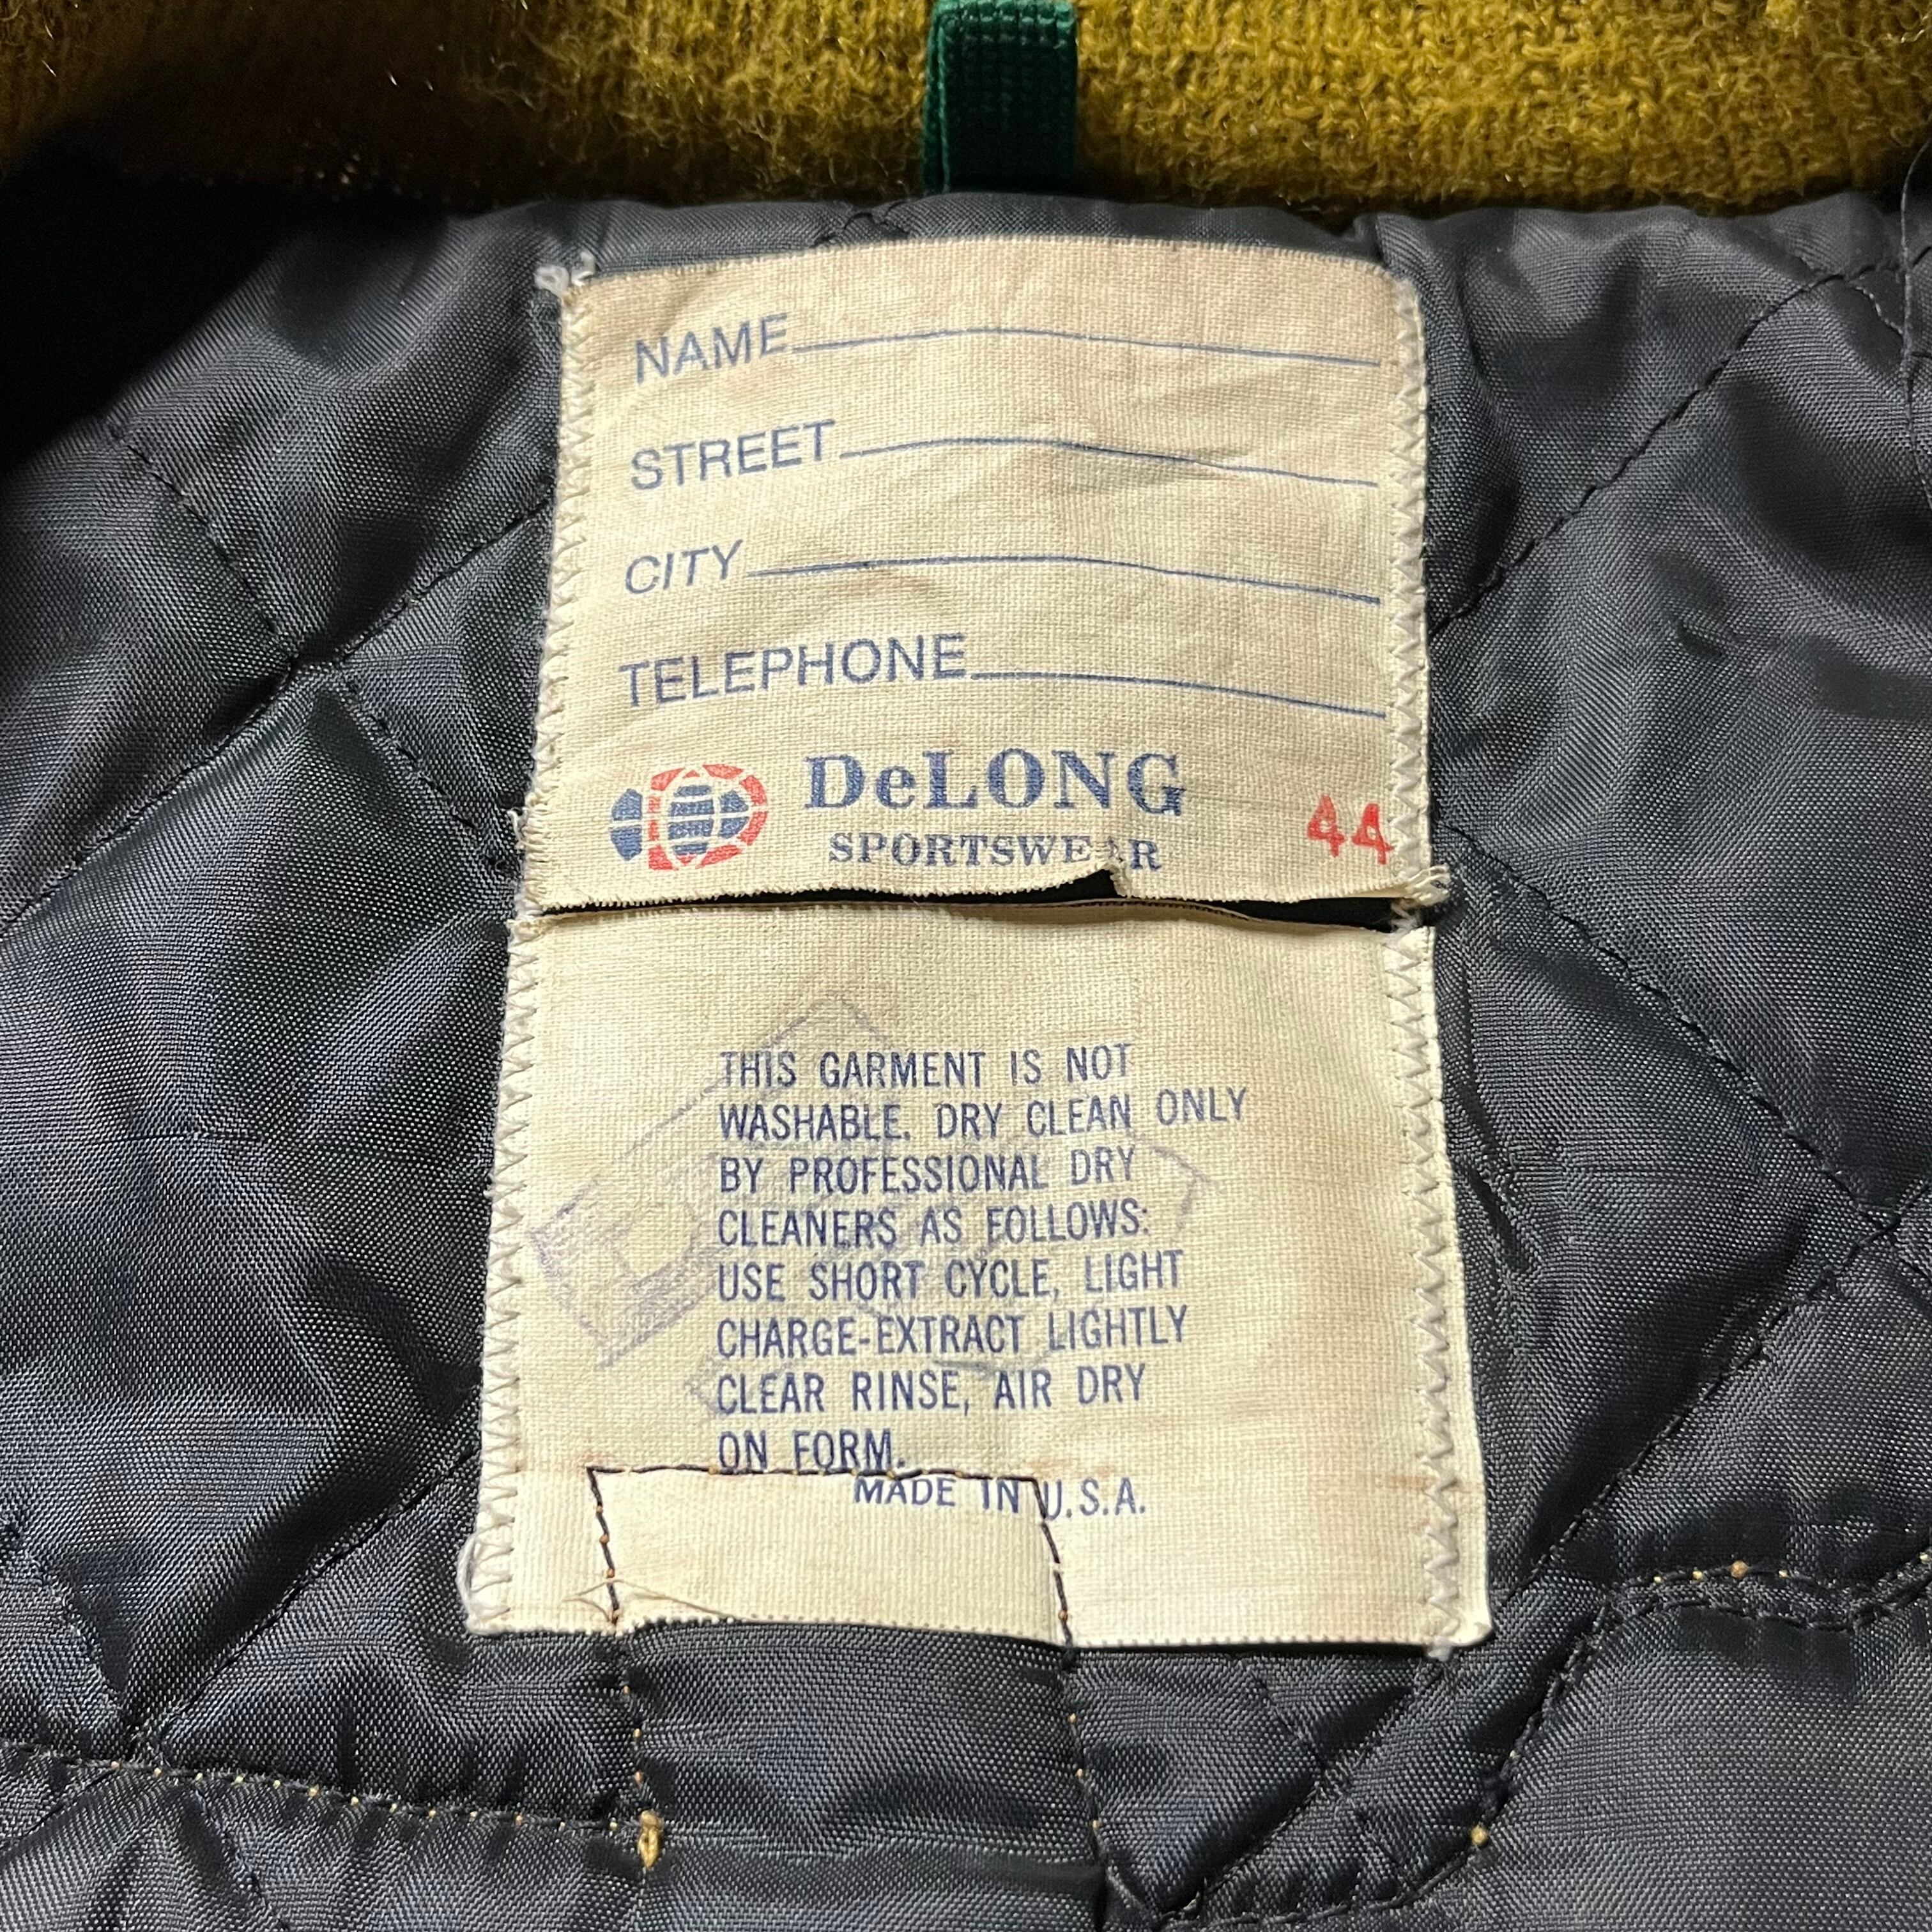 NAME
STREET
CITY
TELEPHONE
DeLONG
SPORTSWEAR
44
THIS GARMENT IS NOT
WASHABLE. DRY CLEAN ONLY
BY PROFESSIONAL DRY
CLEANERS AS FOLLOWS:
USE SHORT CYCLE, LIGHT
CHARGE-EXTRACT LIGHTLY
CLEAR RINSE, AIR DRY
ON FORM.
MADE IN U.S.A.